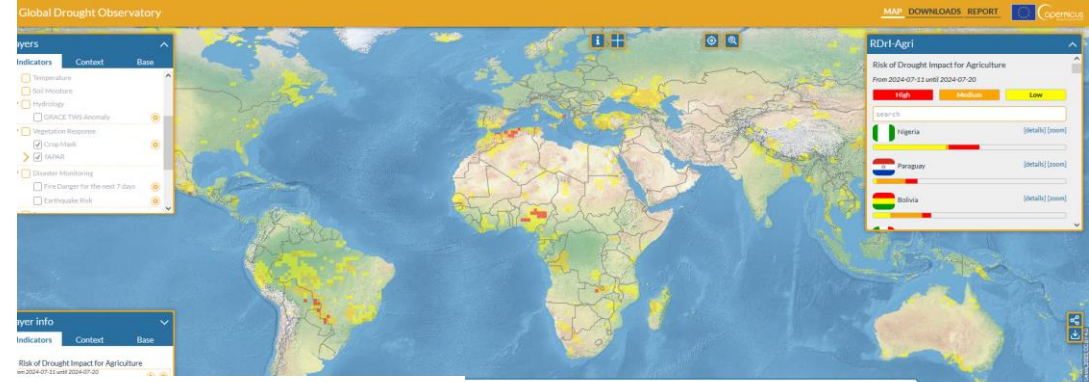 Global Drought Observatory
MAP DOWNLOADS REPORT
opernicus
ayers
Indicators Context Base
Temperature
Soil Moisture
Hydrology
GRACE TWS Anomaly
Vegetation Response
Crop Mask
FAPAR
Disaster Monitoring
Fire Danger for the next 7 days
Earthquake Risk
ayer info
Indicators Context Base
Risk of Drought Impact for Agriculture
om 2024-07-11 until 2024-07-20
RDrI-Agri
Risk of Drought Impact for Agriculture
From 2024-07-11 until 2024-07-20
High Medium Low
search
Nigeria [details] [zoom]
Paraguay [details] [zoom]
Bolivia [details] [zoom]